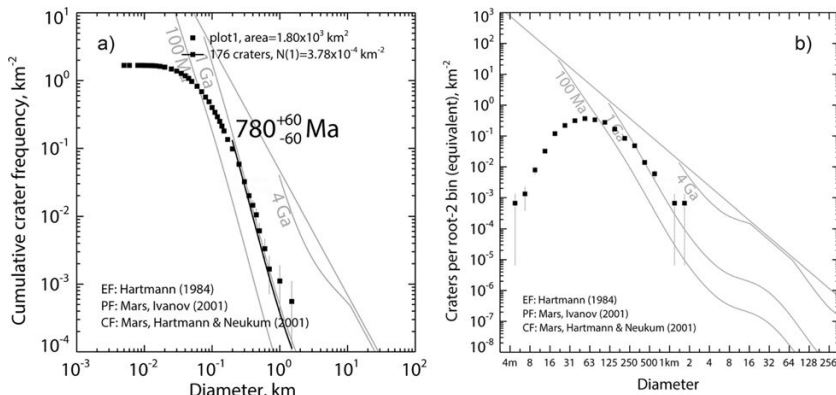 a)
plot1, area=1.80x10³ km²
176 craters, N(1)=3.78x10⁻⁴ km⁻²
100 Ma
1 Ga
4 Ga
780 +60 -60 Ma
EF: Hartmann (1984)
PF: Mars, Ivanov (2001)
CF: Mars, Hartmann & Neukum (2001)
Cumulative crater frequency, km⁻²
10² 10¹ 10⁰ 10⁻¹ 10⁻² 10⁻³ 10⁻⁴
10⁻³ 10⁻² 10⁻¹ 10⁰ 10¹ 10²
Diameter, km
b)
100 Ma
1 Ga
4 Ga
EF: Hartmann (1984)
PF: Mars, Ivanov (2001)
CF: Mars, Hartmann & Neukum (2001)
Craters per root-2 bin (equivalent), km⁻²
10³ 10² 10¹ 10⁰ 10⁻¹ 10⁻² 10⁻³ 10⁻⁴ 10⁻⁵ 10⁻⁶ 10⁻⁷ 10⁻⁸
4m 8 16 31 63 125 250 500 1km 2 4 8 16 32 64 128 256
Diameter